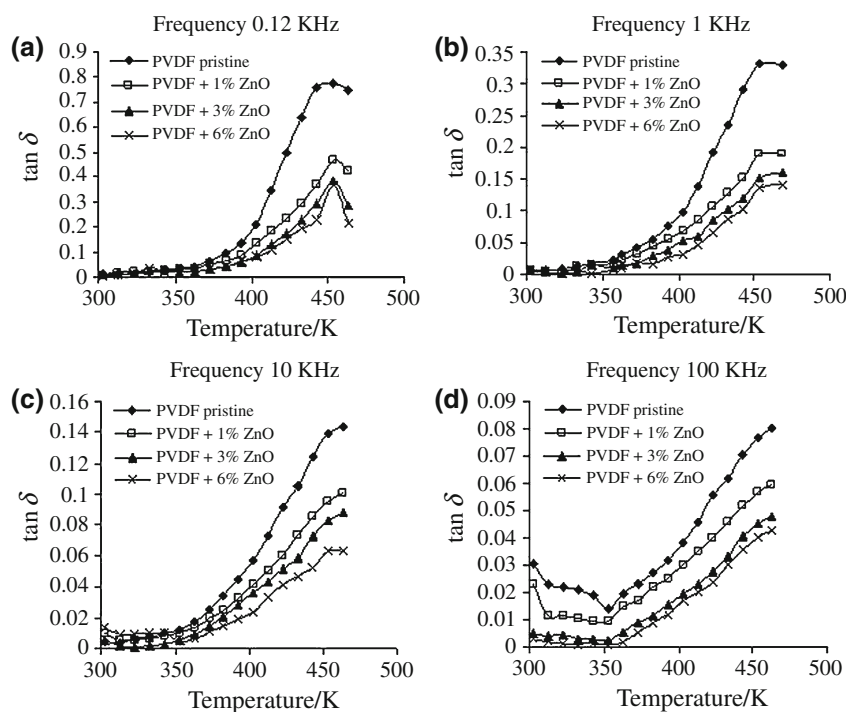 (a)
Frequency 0.12 KHz
PVDF pristine
PVDF + 1% ZnO
PVDF + 3% ZnO
PVDF + 6% ZnO
0.9
0.8
0.7
0.6
0.5
0.4
0.3
0.2
0.1
0
tan δ
300 350 400 450 500
Temperature/K
(b)
Frequency 1 KHz
PVDF pristine
PVDF + 1% ZnO
PVDF + 3% ZnO
PVDF + 6% ZnO
0.35
0.3
0.25
0.2
0.15
0.1
0.05
0
tan δ
300 350 400 450 500
Temperature/K
(c)
Frequency 10 KHz
PVDF pristine
PVDF + 1% ZnO
PVDF + 3% ZnO
PVDF + 6% ZnO
0.16
0.14
0.12
0.1
0.08
0.06
0.04
0.02
0
tan δ
300 350 400 450 500
Temperature/K
(d)
Frequency 100 KHz
PVDF pristine
PVDF + 1% ZnO
PVDF + 3% ZnO
PVDF + 6% ZnO
0.09
0.08
0.07
0.06
0.05
0.04
0.03
0.02
0.01
0
tan δ
300 350 400 450 500
Temperature/K